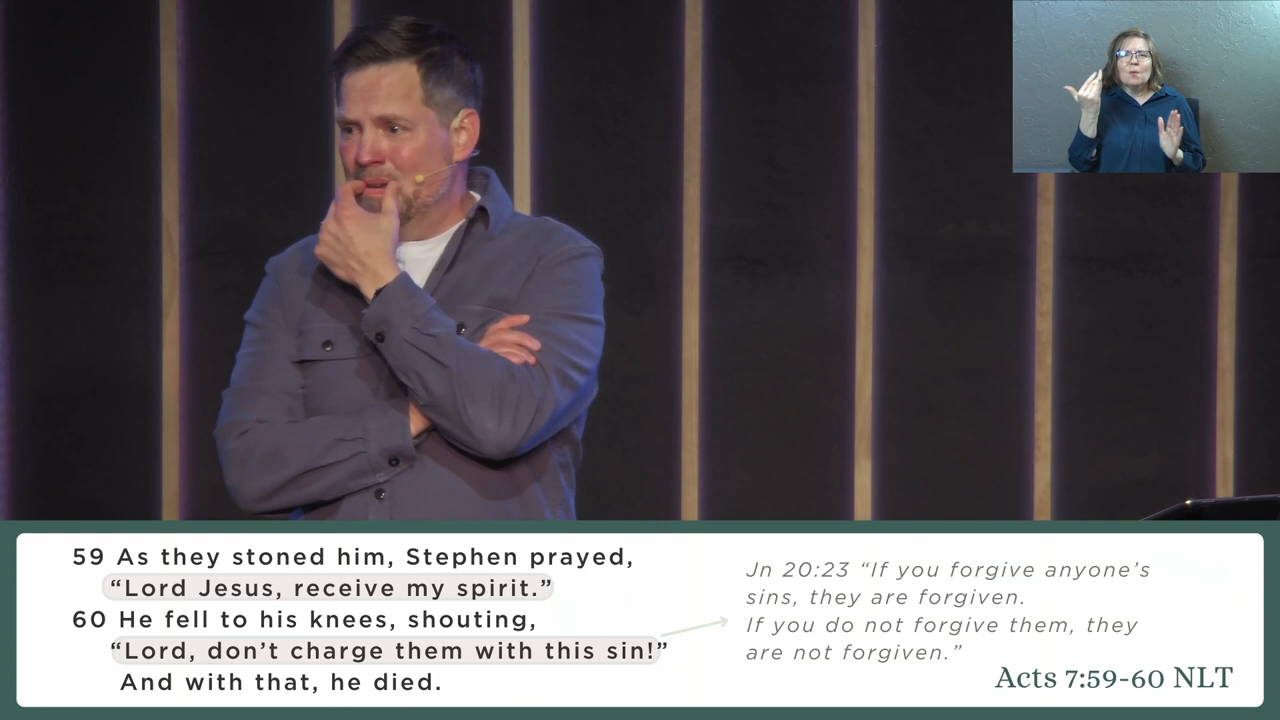 59 As they stoned him, Stephen prayed,
“Lord Jesus, receive my spirit.”
60 He fell to his knees, shouting,
“Lord, don’t charge them with this sin!”
And with that, he died.
Jn 20:23 “If you forgive anyone’s
sins, they are forgiven.
If you do not forgive them, they
are not forgiven.”
Acts 7:59-60 NLT